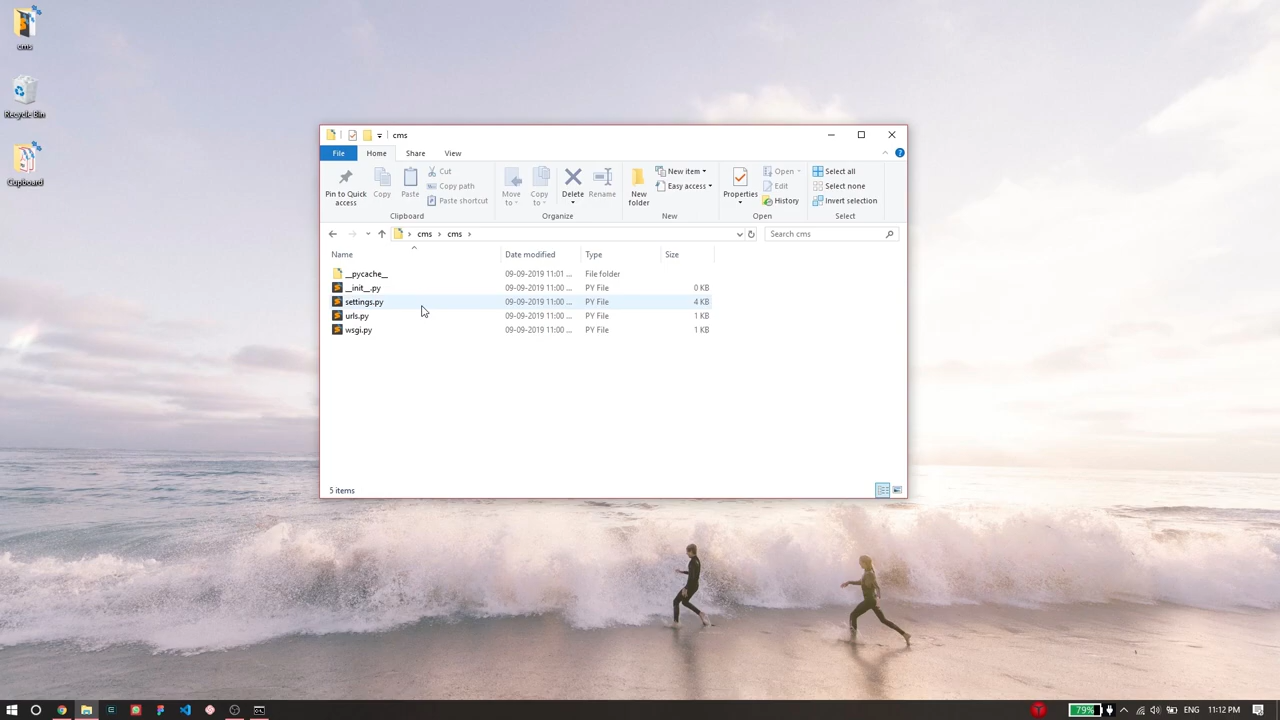 cms
Recycle Bin
Clipboard
cms
File
Home
Share
View
Pin to Quick access
Copy
Paste
Cut
Copy path
Paste shortcut
Clipboard
Move to
Copy to
Delete
Rename
Organize
New folder
New item
Easy access
New
Properties
Open
Edit
History
Open
Select all
Select none
Invert selection
Select
cms › cms ›
Search cms
Name Date modified Type Size
__pycache__ 09-09-2019 11:01 ... File folder
__init__.py 09-09-2019 11:00 ... PY File 0 KB
settings.py 09-09-2019 11:00 ... PY File 4 KB
urls.py 09-09-2019 11:00 ... PY File 1 KB
wsgi.py 09-09-2019 11:00 ... PY File 1 KB
5 items
79% ENG 11:12 PM